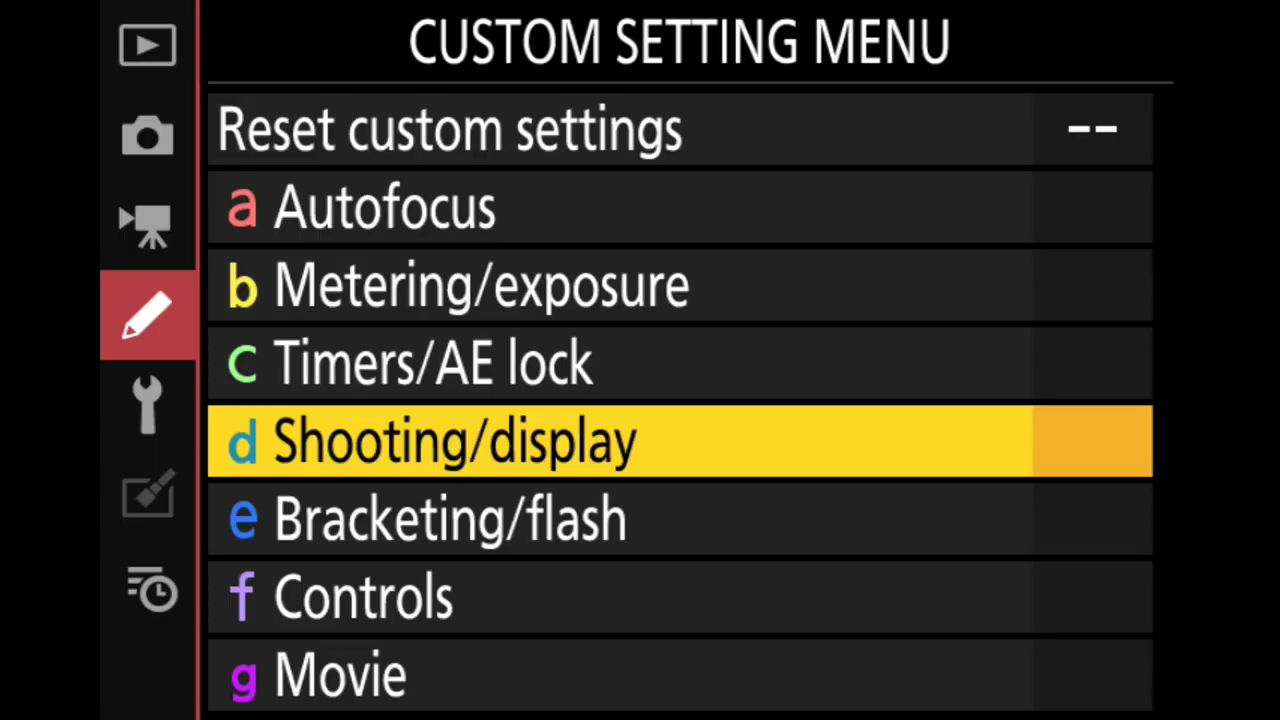 CUSTOM SETTING MENU
Reset custom settings --
a Autofocus
b Metering/exposure
c Timers/AE lock
d Shooting/display
e Bracketing/flash
f Controls
g Movie